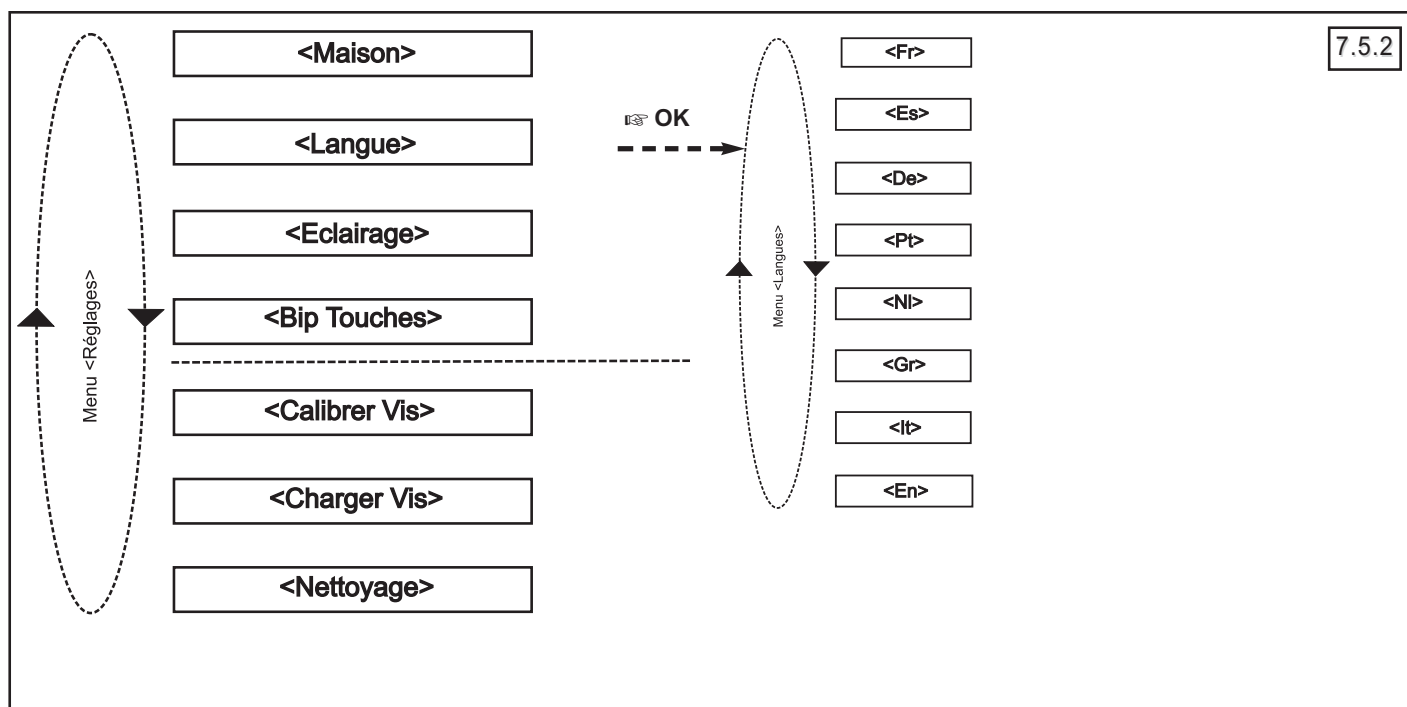 7.5.2
Menu <Réglages>
<Maison>
<Langue>
<Eclairage>
<Bip Touches>
<Calibrer Vis>
<Charger Vis>
<Nettoyage>
☞ OK
Menu <Langues>
<Fr>
<Es>
<De>
<Pt>
<Nl>
<Gr>
<It>
<En>